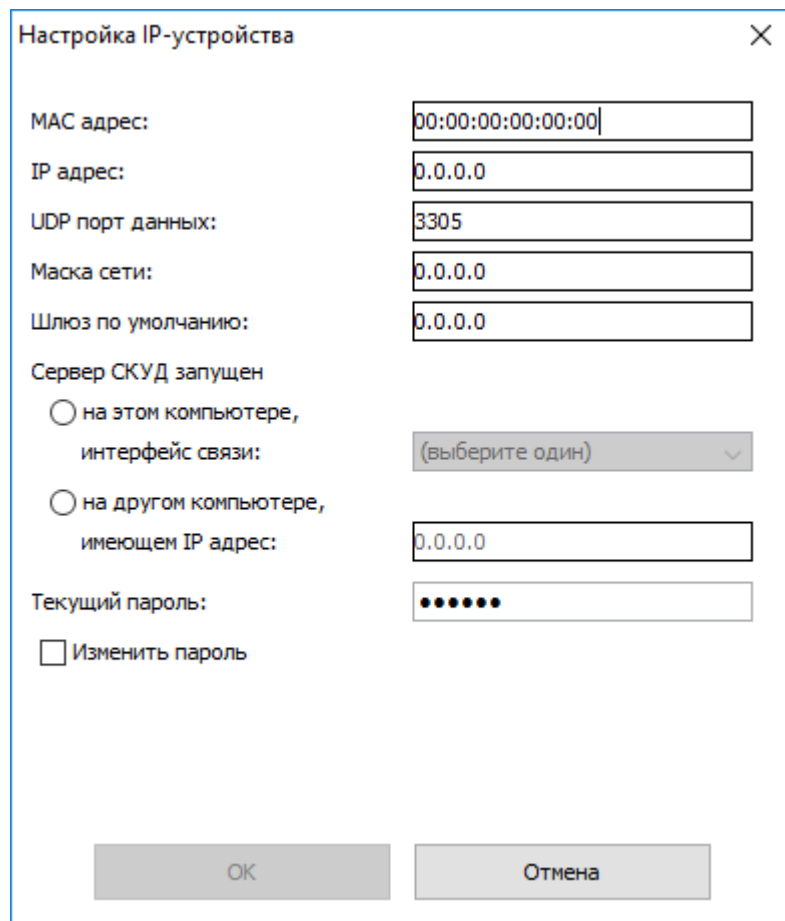 Настройка IP-устройства
MAC адрес: 00:00:00:00:00:00
IP адрес: 0.0.0.0
UDP порт данных: 3305
Маска сети: 0.0.0.0
Шлюз по умолчанию: 0.0.0.0
Сервер СКУД запущен
на этом компьютере,
интерфейс связи: (выберите один)
на другом компьютере,
имеющем IP адрес: 0.0.0.0
Текущий пароль: ●●●●●●
Изменить пароль
OK Отмена